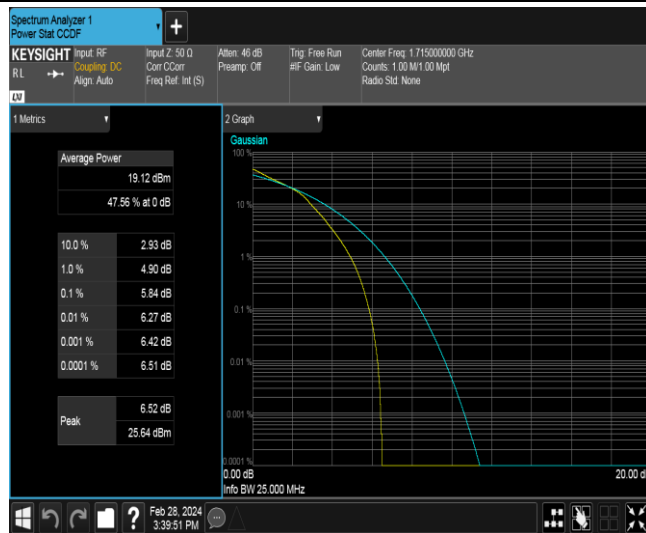 Spectrum Analyzer 1
Power Stat CCDF
+
KEYSIGHT
RL
Input: RF
Coupling: DC
Align: Auto
Input Z: 50 Ω
Corr CCorr
Freq Ref: Int (S)
Atten: 46 dB
Preamp: Off
Trig: Free Run
#IF Gain: Low
Center Freq: 1.715000000 GHz
Counts: 1.00 M/1.00 Mpt
Radio Std: None
1 Metrics
Average Power
19.12 dBm
47.56 % at 0 dB
10.0 % 2.93 dB
1.0 % 4.90 dB
0.1 % 5.84 dB
0.01 % 6.27 dB
0.001 % 6.42 dB
0.0001 % 6.51 dB
Peak
6.52 dB
25.64 dBm
2 Graph
Gaussian
100 %
10 %
1 %
0.1 %
0.01 %
0.001 %
0.0001 %
0.00 dB 20.00 d
Info BW 25.000 MHz
?
Feb 28, 2024
3:39:51 PM